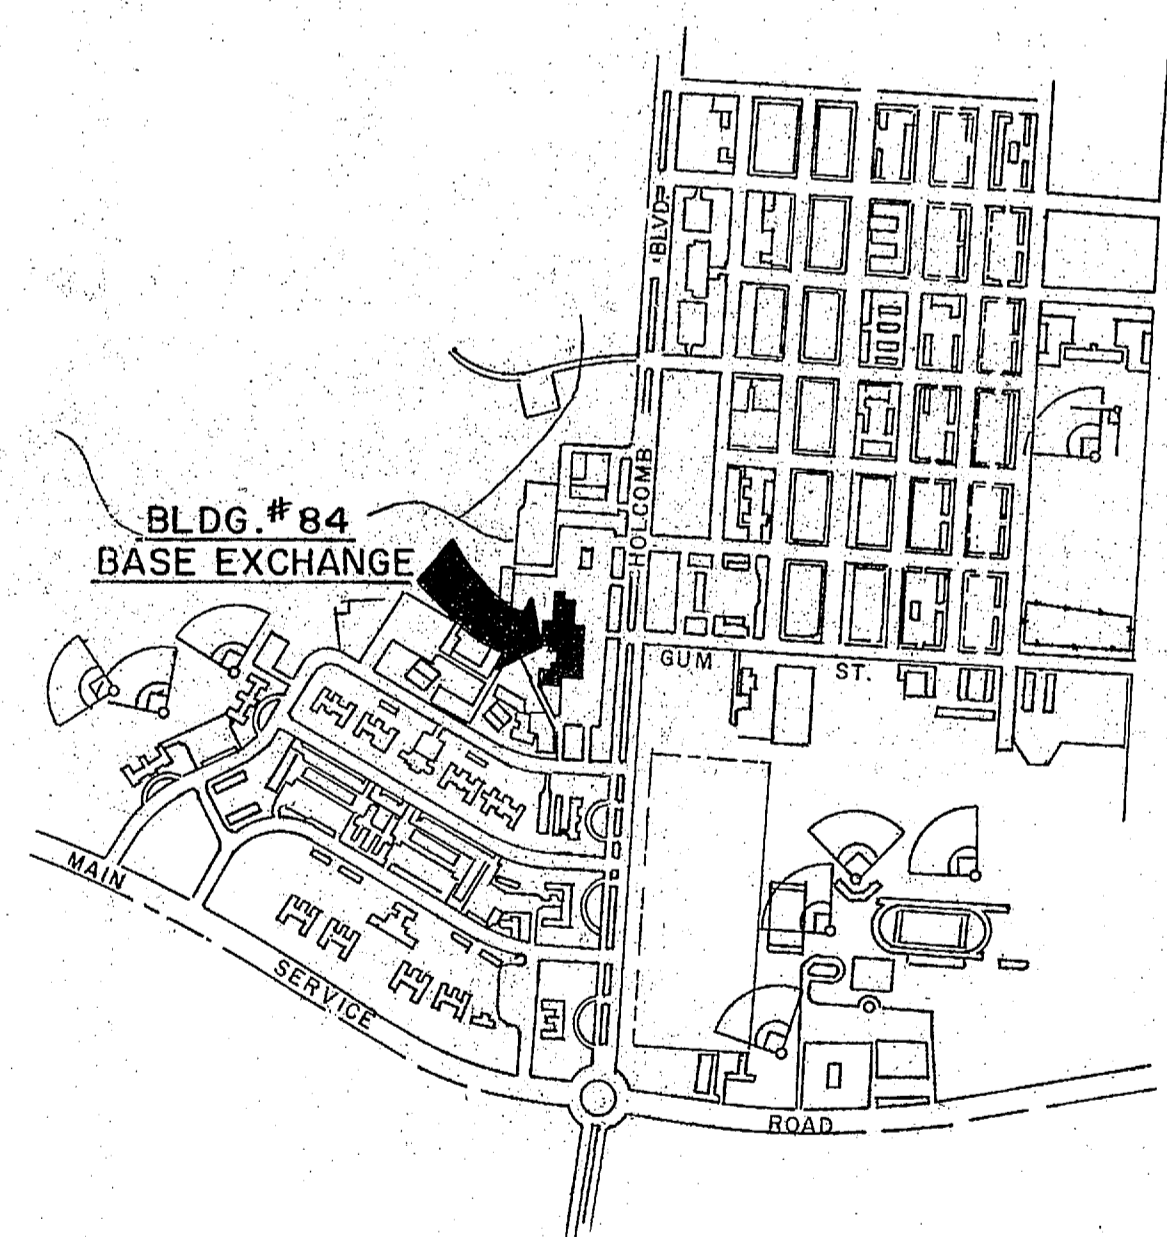 BLVD
HOLCOMB
BLDG.#84
BASE EXCHANGE
GUM ST.
MAIN
SERVICE
ROAD